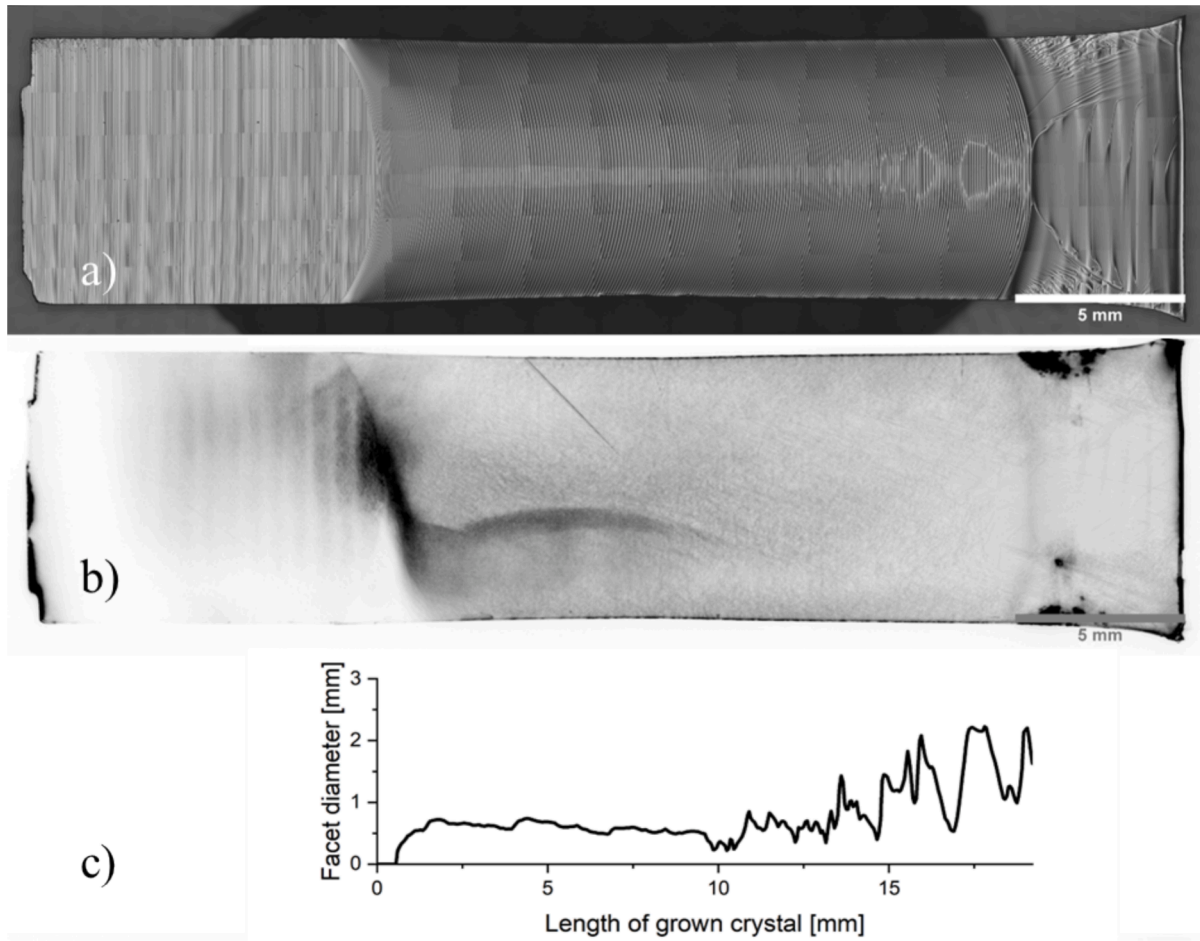 a)
5 mm
b)
5 mm
c)
Facet diameter [mm]
3
2
1
0
0
5
10
15
Length of grown crystal [mm]